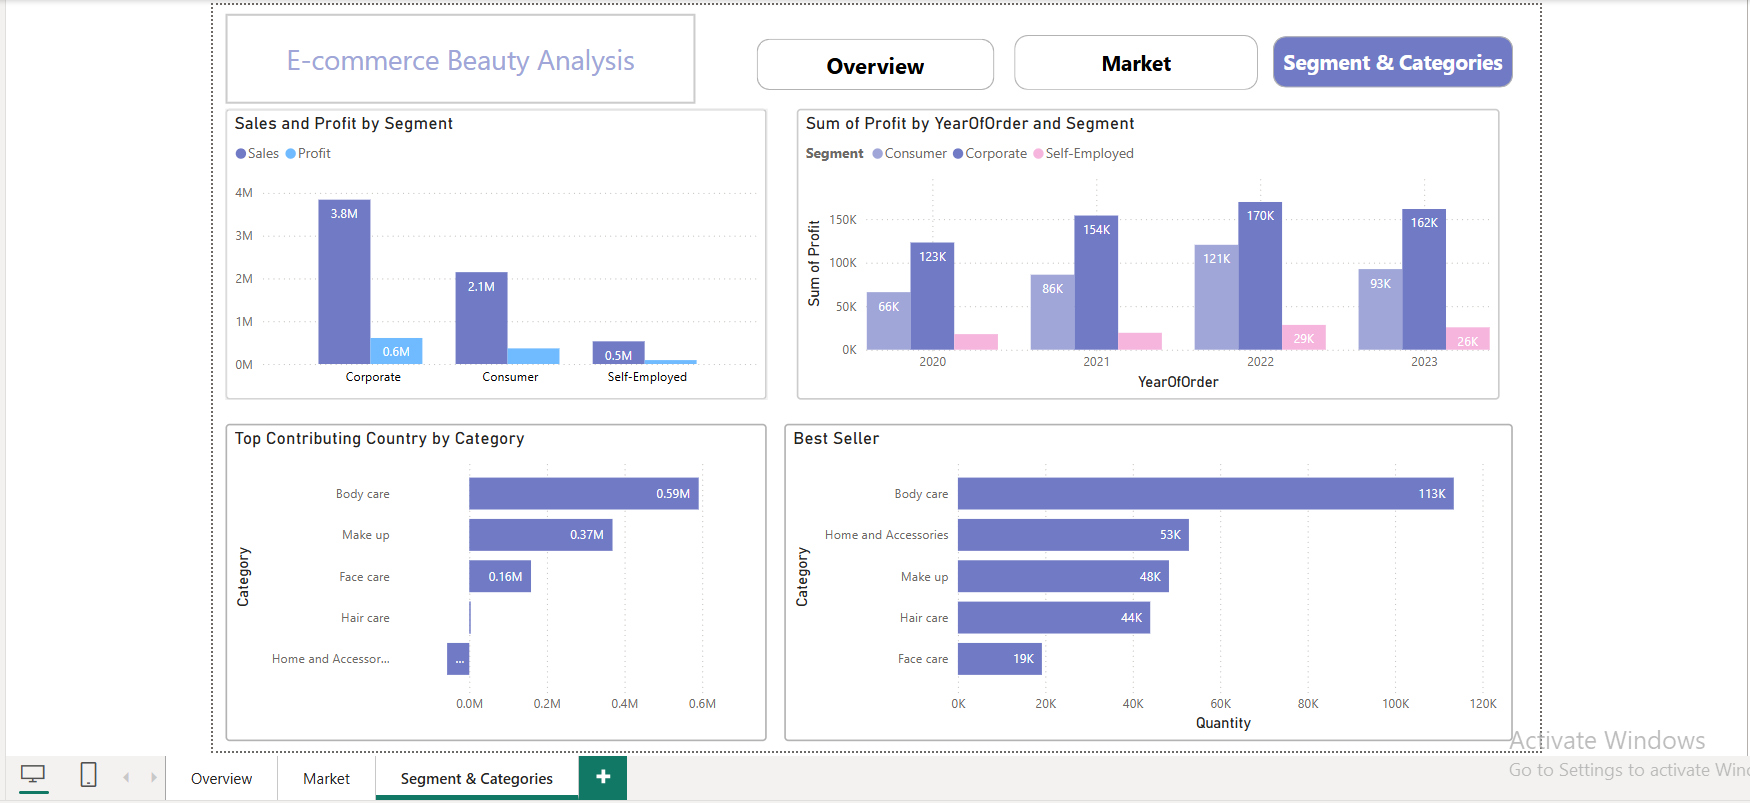 E-commerce Beauty Analysis
Overview
Market
Segment & Categories
Sales and Profit by Segment
Sales Profit
4M
3M
2M
1M
0M
3.8M
0.6M
2.1M
0.5M
Corporate Consumer Self-Employed
Sum of Profit by YearOfOrder and Segment
Segment Consumer Corporate Self-Employed
Sum of Profit
150K
100K
50K
0K
66K
123K
86K
154K
121K
170K
29K
93K
162K
26K
2020 2021 2022 2023
YearOfOrder
Top Contributing Country by Category
Category
Body care 0.59M
Make up 0.37M
Face care 0.16M
Hair care
Home and Accessor... ...
0.0M 0.2M 0.4M 0.6M
Best Seller
Category
Body care 113K
Home and Accessories 53K
Make up 48K
Hair care 44K
Face care 19K
0K 20K 40K 60K 80K 100K 120K
Quantity
Activate Windows
Go to Settings to activate Win
Overview Market Segment & Categories +